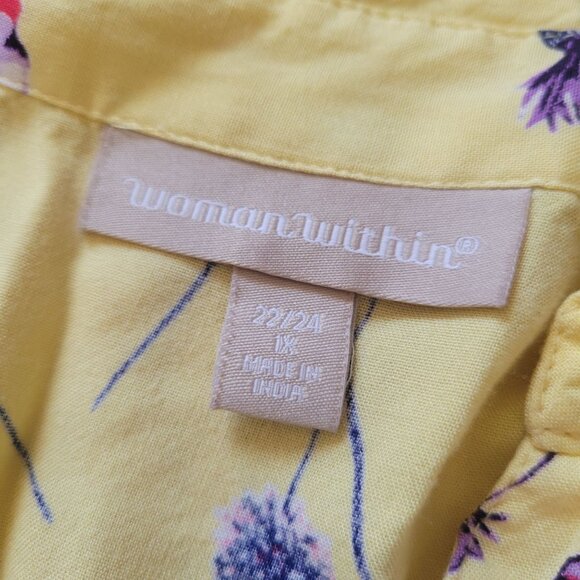 woman within®
22/24
1X
MADE IN
INDIA